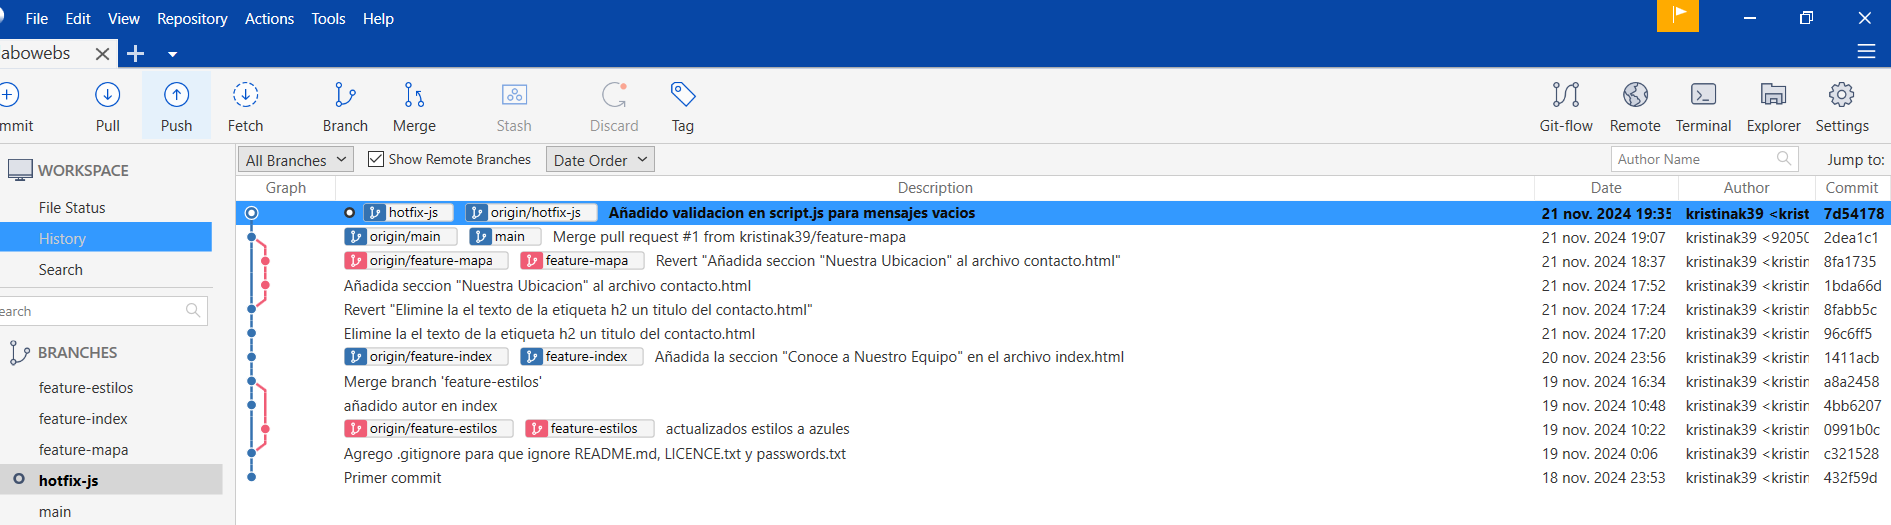 File Edit View Repository Actions Tools Help
abowebs
mmit Pull Push Fetch Branch Merge Stash Discard Tag Git-flow Remote Terminal Explorer Settings
WORKSPACE
File Status
History
Search
earch
BRANCHES
feature-estilos
feature-index
feature-mapa
hotfix-js
main
All Branches Show Remote Branches Date Order Author Name Jump to:
Graph Description Date Author Commit
hotfix-js origin/hotfix-js Añadido validacion en script.js para mensajes vacios 21 nov. 2024 19:35 kristinak39 <krist 7d54178
origin/main main Merge pull request #1 from kristinak39/feature-mapa 21 nov. 2024 19:07 kristinak39 <9205( 2dea1c1
origin/feature-mapa feature-mapa Revert "Añadida seccion "Nuestra Ubicacion" al archivo contacto.html" 21 nov. 2024 18:37 kristinak39 <kristin 8fa1735
Añadida seccion "Nuestra Ubicacion" al archivo contacto.html 21 nov. 2024 17:52 kristinak39 <kristin 1bda66d
Revert "Elimine la el texto de la etiqueta h2 un titulo del contacto.html" 21 nov. 2024 17:24 kristinak39 <kristin 8fabb5c
Elimine la el texto de la etiqueta h2 un titulo del contacto.html 21 nov. 2024 17:20 kristinak39 <kristin 96c6ff5
origin/feature-index feature-index Añadida la seccion "Conoce a Nuestro Equipo" en el archivo index.html 20 nov. 2024 23:56 kristinak39 <kristin 1411acb
Merge branch 'feature-estilos' 19 nov. 2024 16:34 kristinak39 <kristin a8a2458
añadido autor en index 19 nov. 2024 10:48 kristinak39 <kristin 4bb6207
origin/feature-estilos feature-estilos actualizados estilos a azules 19 nov. 2024 10:22 kristinak39 <kristin 0991b0c
Agrego .gitignore para que ignore README.md, LICENCE.txt y passwords.txt 19 nov. 2024 0:06 kristinak39 <kristin c321528
Primer commit 18 nov. 2024 23:53 kristinak39 <kristin 432f59d